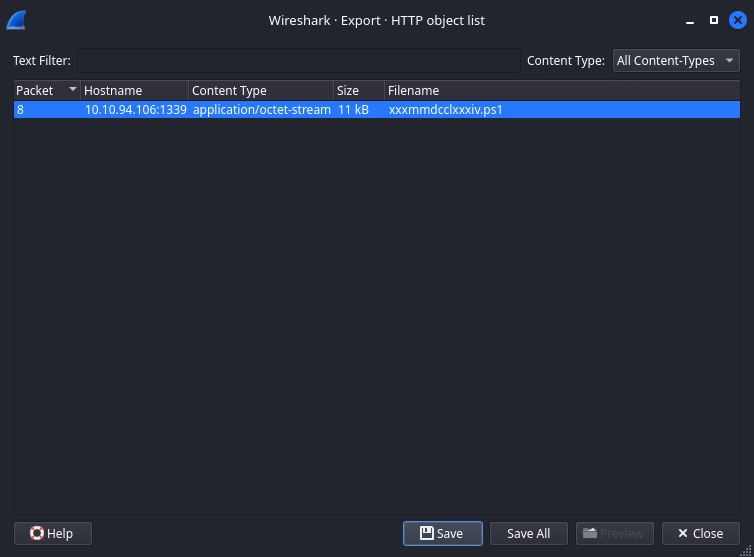 Wireshark · Export · HTTP object list
Text Filter: Content Type: All Content-Types
Packet Hostname Content Type Size Filename
8 10.10.94.106:1339 application/octet-stream 11 kB xxxmmdcclxxxiv.ps1
Help Save Save All Preview Close